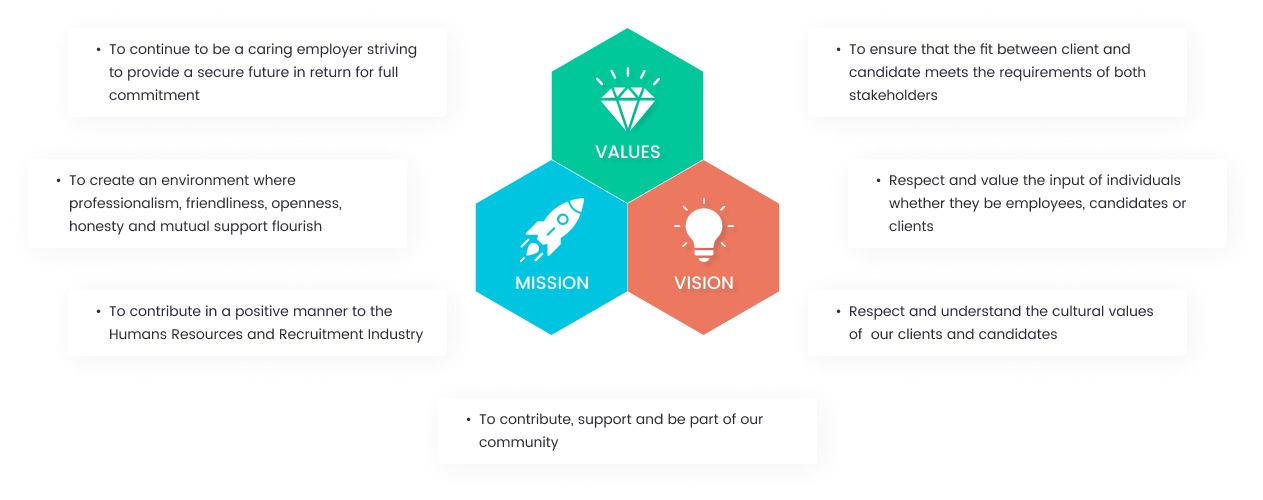 • To continue to be a caring employer striving
to provide a secure future in return for full
commitment
• To create an environment where
professionalism, friendliness, openness,
honesty and mutual support flourish
• To contribute in a positive manner to the
Humans Resources and Recruitment Industry
VALUES
MISSION
VISION
• To ensure that the fit between client and
candidate meets the requirements of both
stakeholders
• Respect and value the input of individuals
whether they be employees, candidates or
clients
• Respect and understand the cultural values
of  our clients and candidates
• To contribute, support and be part of our
community